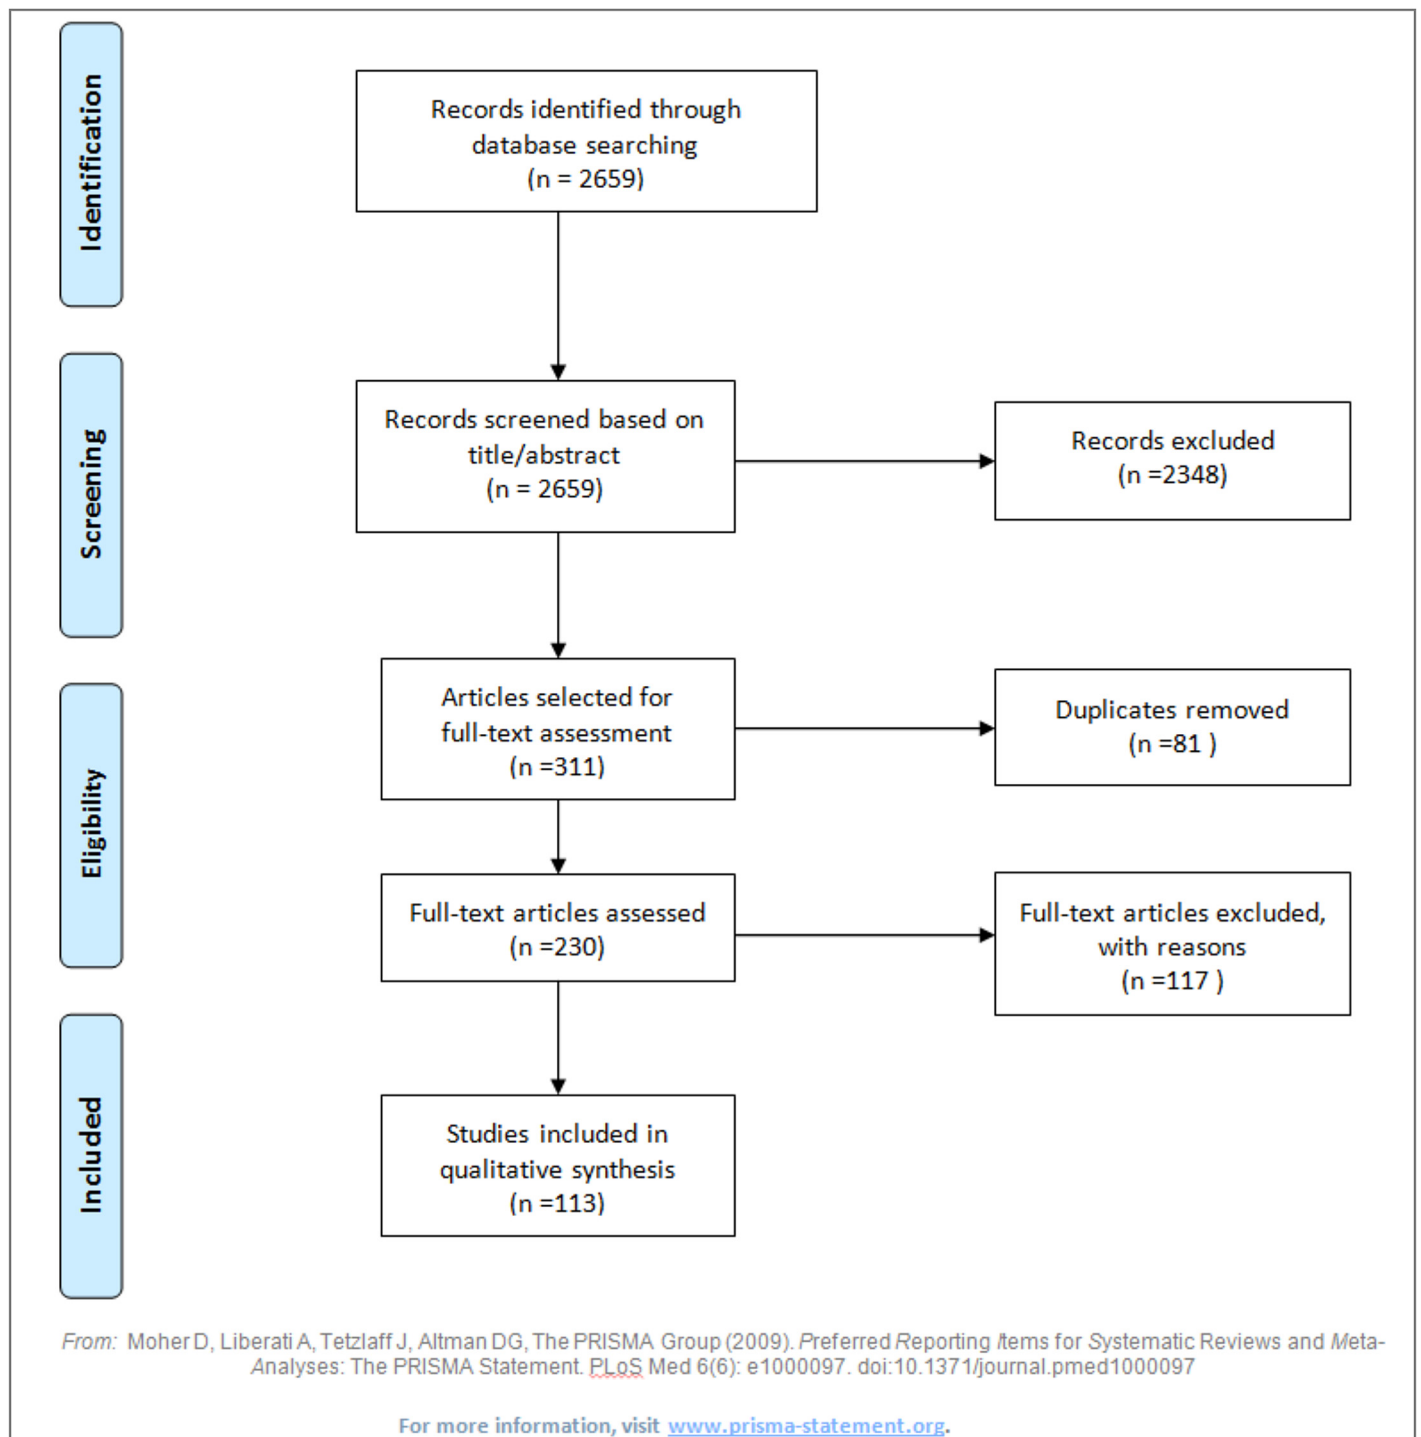 Identification
Records identified through
database searching
(n = 2659)
Screening
Records screened based on
title/abstract
(n = 2659)
Records excluded
(n =2348)
Eligibility
Articles selected for
full-text assessment
(n =311)
Duplicates removed
(n =81 )
Full-text articles assessed
(n =230)
Full-text articles excluded,
with reasons
(n =117 )
Included
Studies included in
qualitative synthesis
(n =113)
From: Moher D, Liberati A, Tetzlaff J, Altman DG, The PRISMA Group (2009). Preferred Reporting Items for Systematic Reviews and Meta-
Analyses: The PRISMA Statement. PLoS Med 6(6): e1000097. doi:10.1371/journal.pmed1000097
For more information, visit www.prisma-statement.org.